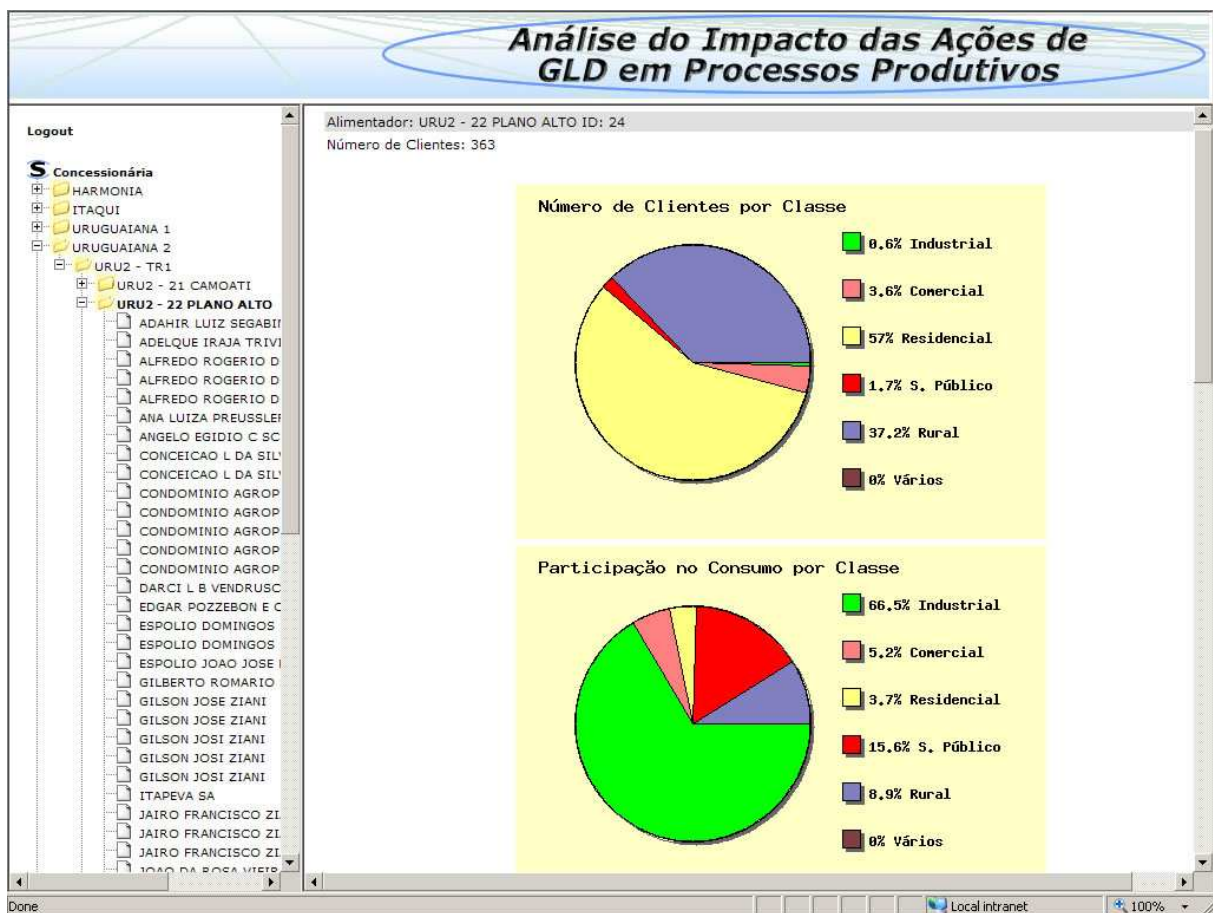 Análise do Impacto das Ações de
GLD em Processos Produtivos
Logout
S Concessionária
HARMONIA
ITAQUI
URUGUAIANA 1
URUGUAIANA 2
URU2 - TR1
URU2 - 21 CAMOATI
URU2 - 22 PLANO ALTO
ADAHIR LUIZ SEGABI
ADELQUE IRAJA TRIVI
ALFREDO ROGERIO D
ALFREDO ROGERIO D
ALFREDO ROGERIO D
ANA LUIZA PREUSSLE
ANGELO EGIDIO C SC
CONCEICAO L DA SIL
CONCEICAO L DA SIL
CONDOMINIO AGROP
CONDOMINIO AGROP
CONDOMINIO AGROP
CONDOMINIO AGROP
CONDOMINIO AGROP
DARCI L B VENDRUSC
EDGAR POZZEBON E C
ESPOLIO DOMINGOS
ESPOLIO DOMINGOS
ESPOLIO JOAO JOSE
GILBERTO ROMARIO
GILSON JOSE ZIANI
GILSON JOSE ZIANI
GILSON JOSI ZIANI
GILSON JOSI ZIANI
GILSON JOSI ZIANI
ITAPEVA SA
JAIRO FRANCISCO ZI
JAIRO FRANCISCO ZI
JAIRO FRANCISCO ZI
JOAO DA ROSA VIEIR
Alimentador: URU2 - 22 PLANO ALTO ID: 24
Número de Clientes: 363
Número de Clientes por Classe
0.6% Industrial
3.6% Comercial
57% Residencial
1.7% S. Público
37.2% Rural
0% Vários
Participação no Consumo por Classe
66.5% Industrial
5.2% Comercial
3.7% Residencial
15.6% S. Público
8.9% Rural
0% Vários
Done
Local intranet
100%